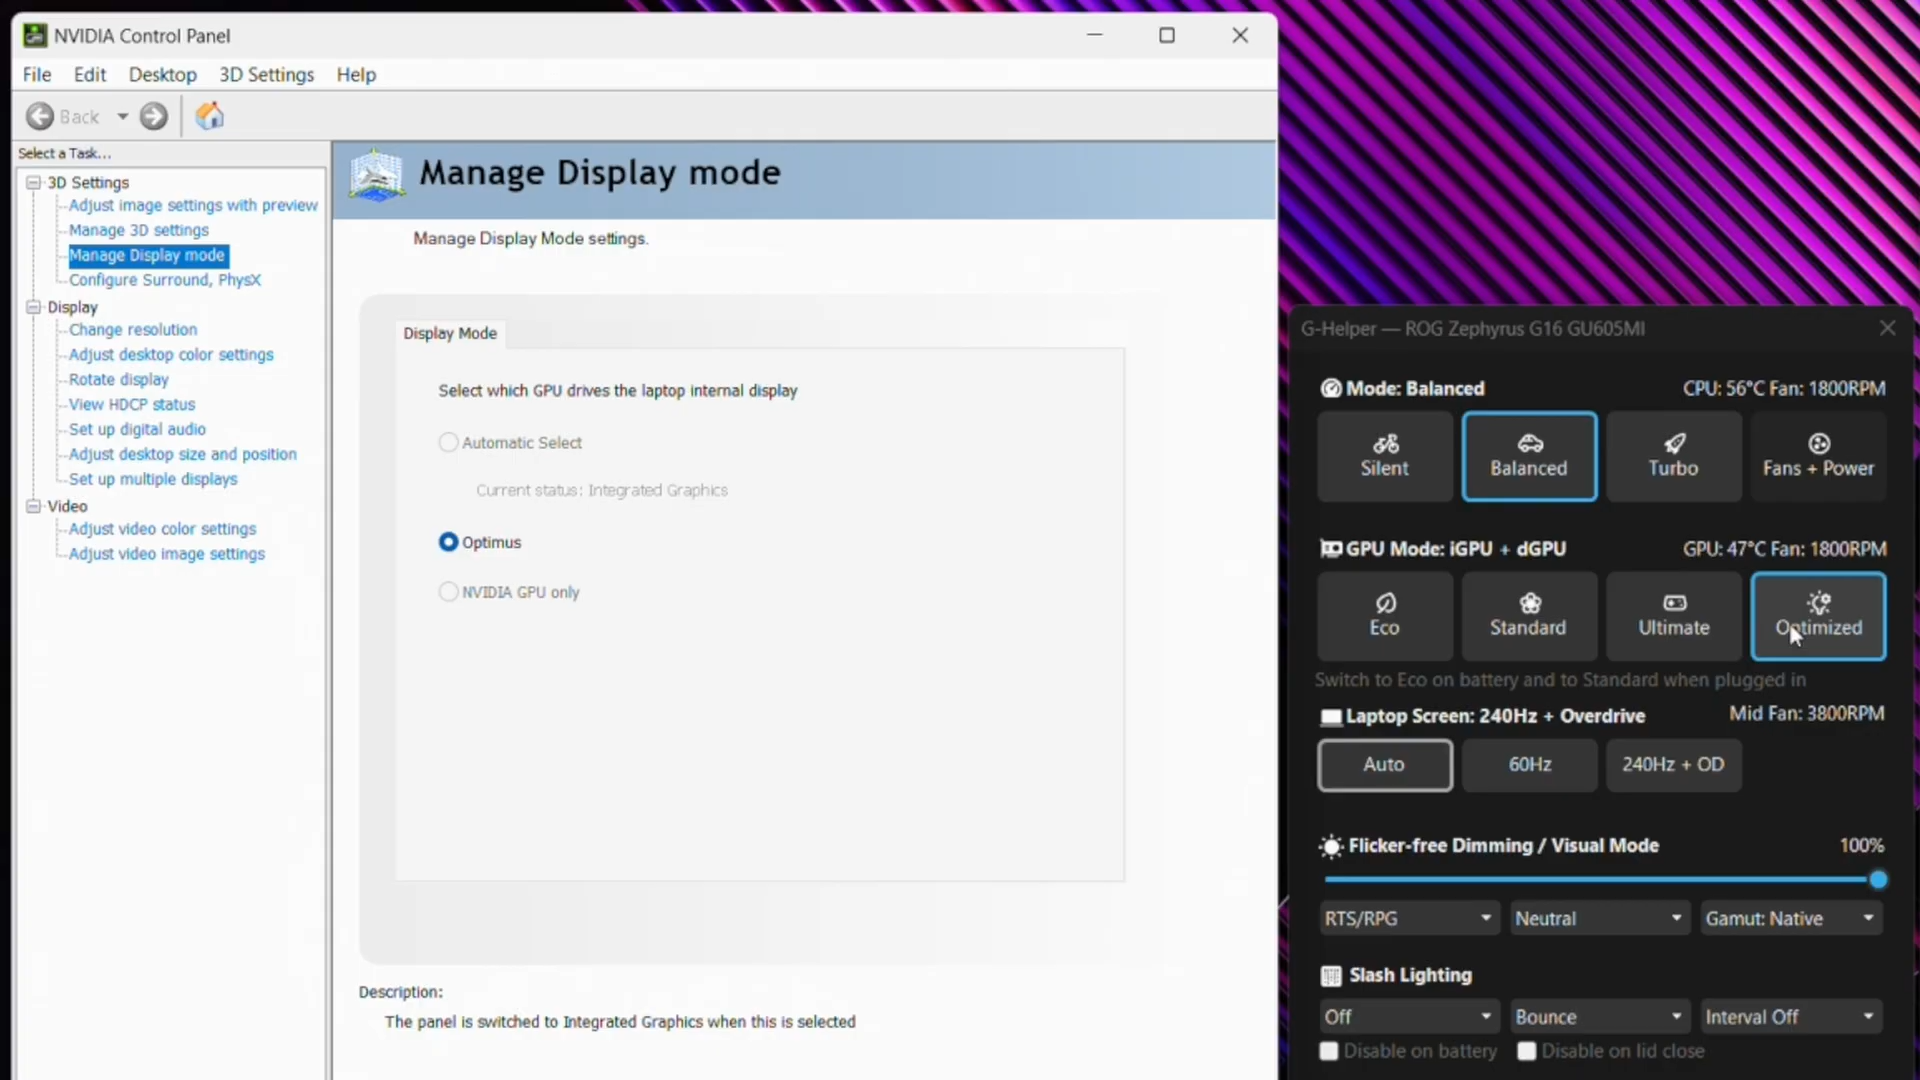 NVIDIA Control Panel
File Edit Desktop 3D Settings Help
Back
Select a Task...
3D Settings
Adjust image settings with preview
Manage 3D settings
Manage Display mode
Configure Surround, PhysX
Display
Change resolution
Adjust desktop color settings
Rotate display
View HDCP status
Set up digital audio
Adjust desktop size and position
Set up multiple displays
Video
Adjust video color settings
Adjust video image settings
Manage Display mode
Manage Display Mode settings.
Display Mode
Select which GPU drives the laptop internal display
Automatic Select
Current status: Integrated Graphics
Optimus
NVIDIA GPU only
Description:
The panel is switched to Integrated Graphics when this is selected
G-Helper — ROG Zephyrus G16 GU605MI
Mode: Balanced CPU: 56°C Fan: 1800RPM
Silent Balanced Turbo Fans + Power
GPU Mode: iGPU + dGPU GPU: 47°C Fan: 1800RPM
Eco Standard Ultimate Optimized
Switch to Eco on battery and to Standard when plugged in
Laptop Screen: 240Hz + Overdrive Mid Fan: 3800RPM
Auto 60Hz 240Hz + OD
Flicker-free Dimming / Visual Mode 100%
RTS/RPG Neutral Gamut: Native
Slash Lighting
Off Bounce Interval Off
Disable on battery Disable on lid close